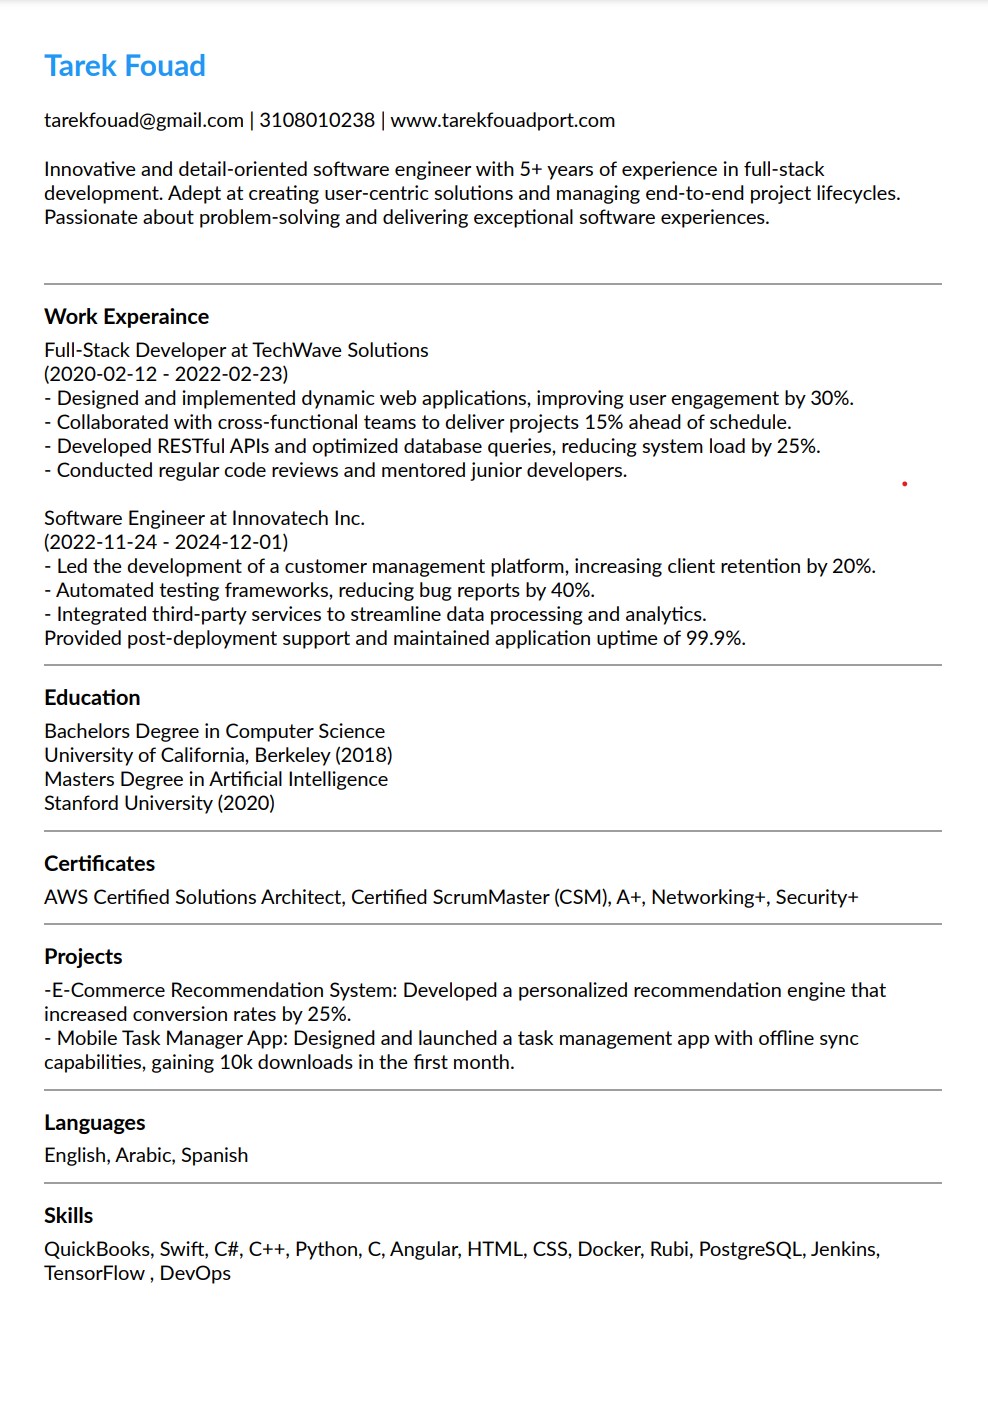 Tarek Fouad
tarekfouad@gmail.com | 3108010238 | www.tarekfouadport.com
Innovative and detail-oriented software engineer with 5+ years of experience in full-stack
development. Adept at creating user-centric solutions and managing end-to-end project lifecycles.
Passionate about problem-solving and delivering exceptional software experiences.
Work Experaince
Full-Stack Developer at TechWave Solutions
(2020-02-12 - 2022-02-23)
- Designed and implemented dynamic web applications, improving user engagement by 30%.
- Collaborated with cross-functional teams to deliver projects 15% ahead of schedule.
- Developed RESTful APIs and optimized database queries, reducing system load by 25%.
- Conducted regular code reviews and mentored junior developers.
Software Engineer at Innovatech Inc.
(2022-11-24 - 2024-12-01)
- Led the development of a customer management platform, increasing client retention by 20%.
- Automated testing frameworks, reducing bug reports by 40%.
- Integrated third-party services to streamline data processing and analytics.
Provided post-deployment support and maintained application uptime of 99.9%.
Education
Bachelors Degree in Computer Science
University of California, Berkeley (2018)
Masters Degree in Artificial Intelligence
Stanford University (2020)
Certificates
AWS Certified Solutions Architect, Certified ScrumMaster (CSM), A+, Networking+, Security+
Projects
-E-Commerce Recommendation System: Developed a personalized recommendation engine that
increased conversion rates by 25%.
- Mobile Task Manager App: Designed and launched a task management app with offline sync
capabilities, gaining 10k downloads in the first month.
Languages
English, Arabic, Spanish
Skills
QuickBooks, Swift, C#, C++, Python, C, Angular, HTML, CSS, Docker, Rubi, PostgreSQL, Jenkins,
TensorFlow , DevOps